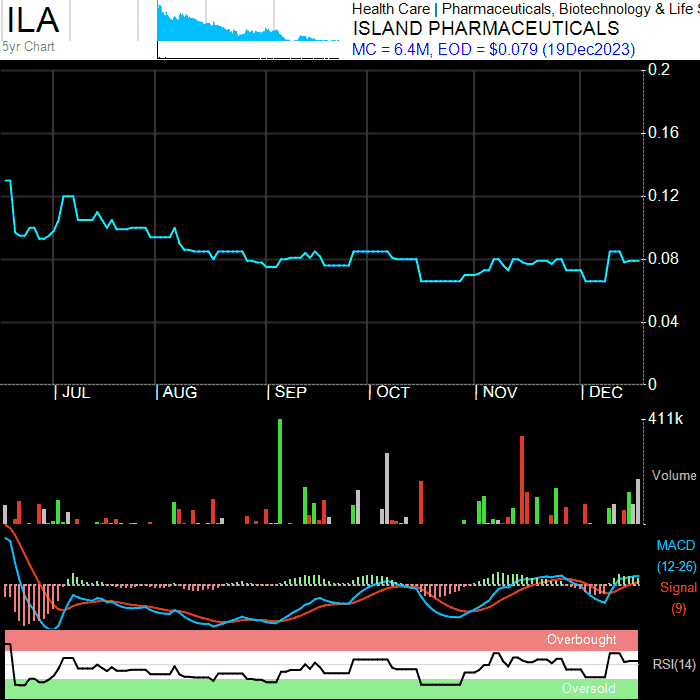 ILA
5yr Chart
Health Care | Pharmaceuticals, Biotechnology & Life
ISLAND PHARMACEUTICALS
MC = 6.4M, EOD = $0.079 (19Dec2023)
0.2
0.16
0.12
0.08
0.04
0
JUL AUG SEP OCT NOV DEC
411k
Volume
MACD
(12-26)
Signal
(9)
Overbought
RSI(14)
Oversold